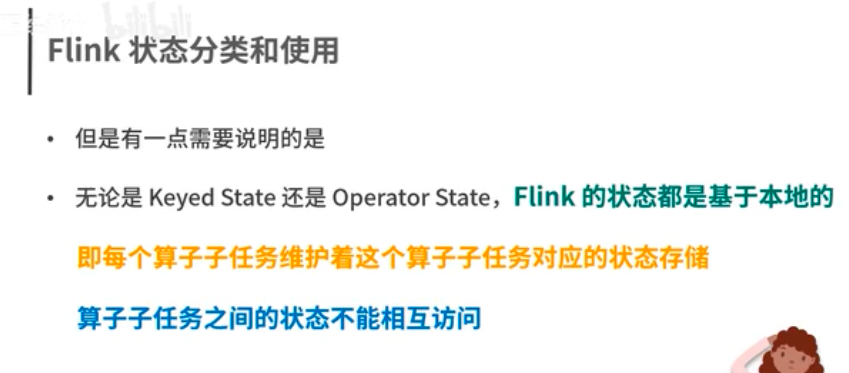 bilibili
Flink 状态分类和使用
• 但是有一点需要说明的是
• 无论是 Keyed State 还是 Operator State，Flink 的状态都是基于本地的
即每个算子子任务维护着这个算子子任务对应的状态存储
算子子任务之间的状态不能相互访问